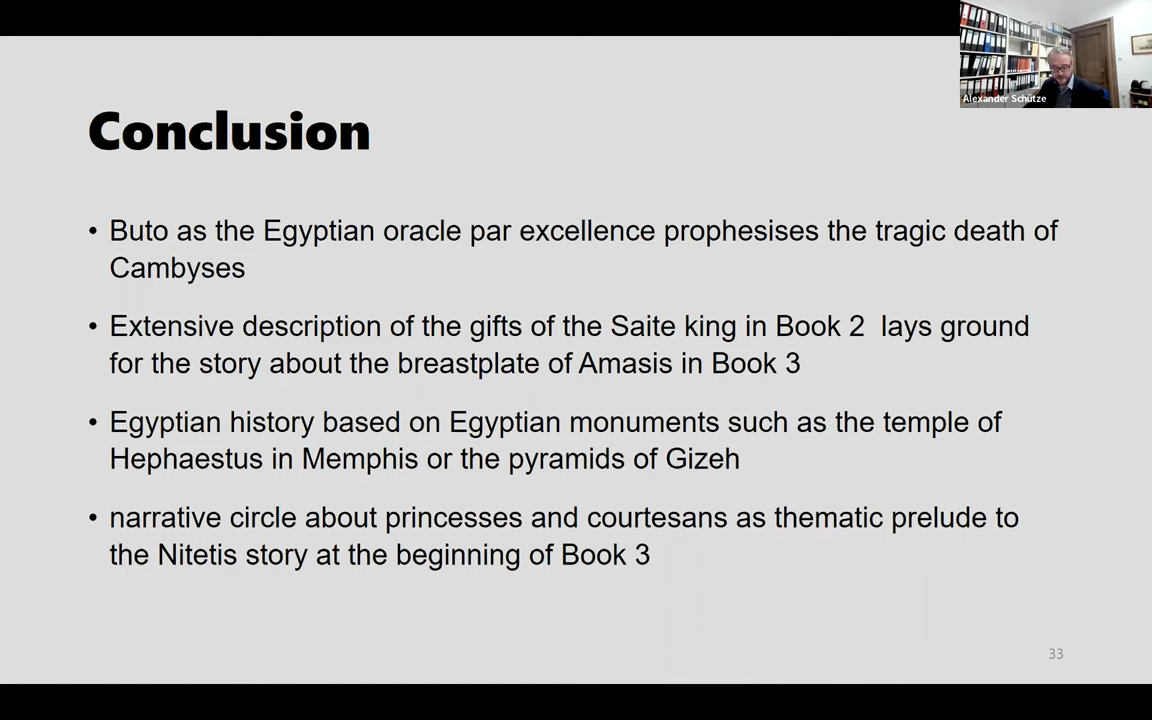 Alexander Schütze
Conclusion
• Buto as the Egyptian oracle par excellence prophesises the tragic death of
Cambyses
• Extensive description of the gifts of the Saite king in Book 2  lays ground
for the story about the breastplate of Amasis in Book 3
• Egyptian history based on Egyptian monuments such as the temple of
Hephaestus in Memphis or the pyramids of Gizeh
• narrative circle about princesses and courtesans as thematic prelude to
the Nitetis story at the beginning of Book 3
33